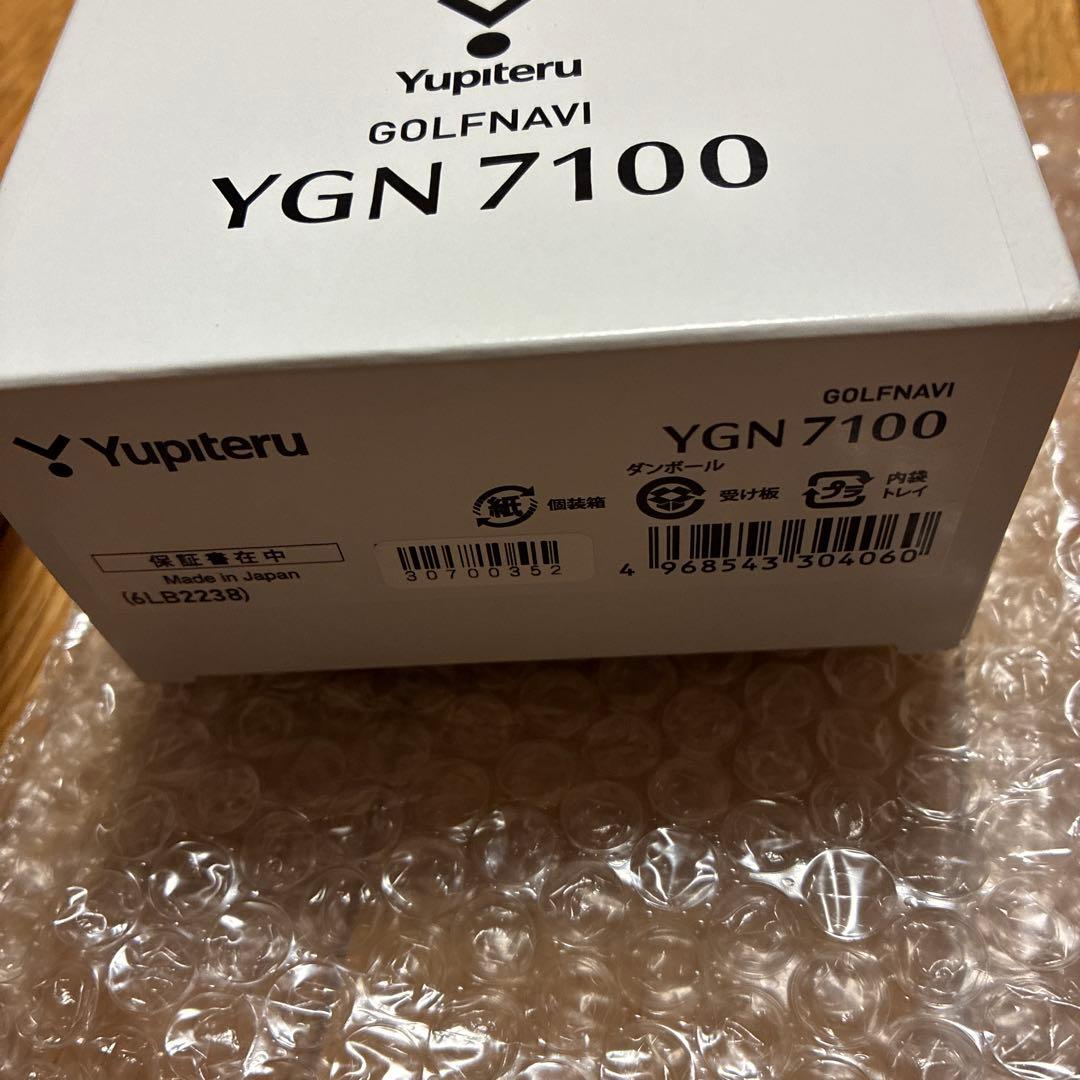 Yupiteru
GOLFNAVI
YGN 7100
Yupiteru
GOLFNAVI
YGN 7100
ダンボール
紙 個装箱
受け板
プラ 内袋
トレイ
保証書在中
Made in Japan
(6LB2238)
30700352
4 968543 304060